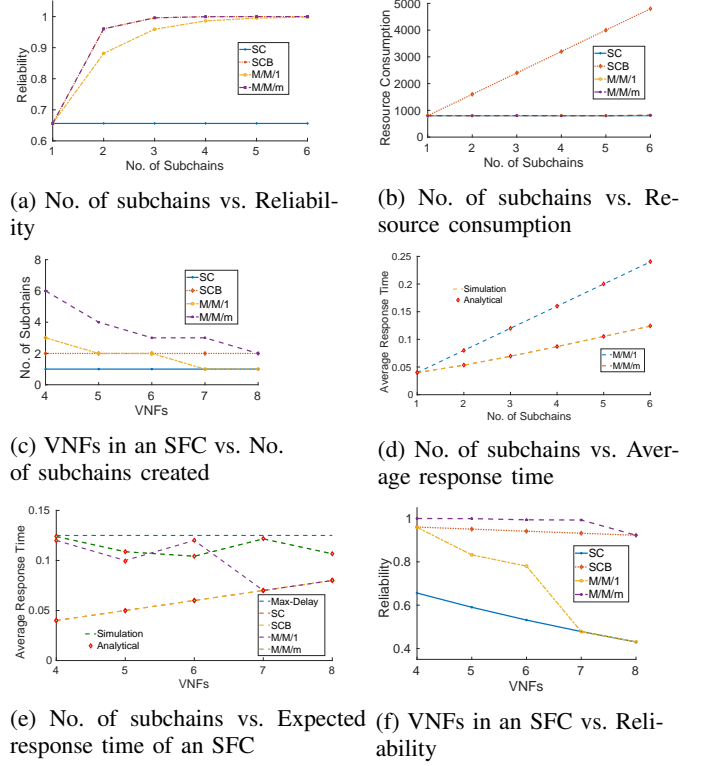 1
0.9
0.8
0.7
0.6
Reliability
1 2 3 4 5 6
No. of Subchains
SC
SCB
M/M/1
M/M/m
(a) No. of subchains vs. Reliabil-
ity
5000
4000
3000
2000
1000
0
Resource Consumption
1 2 3 4 5 6
No. of Subchains
SC
SCB
M/M/1
M/M/m
(b) No. of subchains vs. Re-
source consumption
8
6
4
2
0
No. of Subchains
4 5 6 7 8
VNFs
SC
SCB
M/M/1
M/M/m
(c) VNFs in an SFC vs. No.
of subchains created
0.25
0.2
0.15
0.1
0.05
0
Average Response Time
1 2 3 4 5 6
No. of Subchains
Simulation
Analytical
M/M/1
M/M/m
(d) No. of subchains vs. Aver-
age response time
0.15
0.1
0.05
0
Average Response Time
4 5 6 7 8
VNFs
Simulation
Analytical
Max-Delay
SC
SCB
M/M/1
M/M/m
(e) No. of subchains vs. Expected
response time of an SFC
1
0.8
0.6
0.4
Reliability
4 5 6 7 8
VNFs
SC
SCB
M/M/1
M/M/m
(f) VNFs in an SFC vs. Reli-
ability